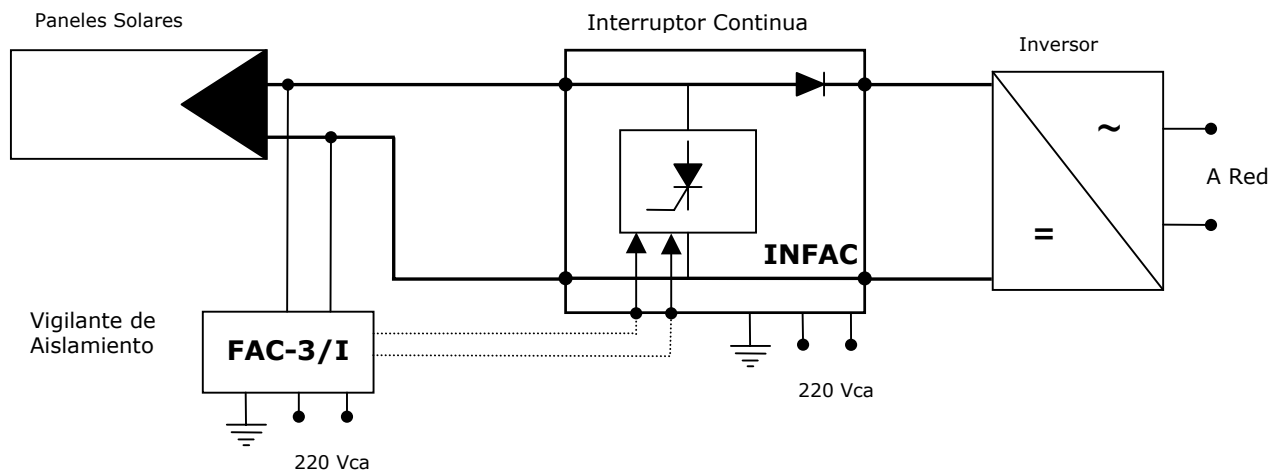 Paneles Solares
Interruptor Continua
Inversor
~
=
A Red
INFAC
Vigilante de
Aislamiento
FAC-3/I
220 Vca
220 Vca